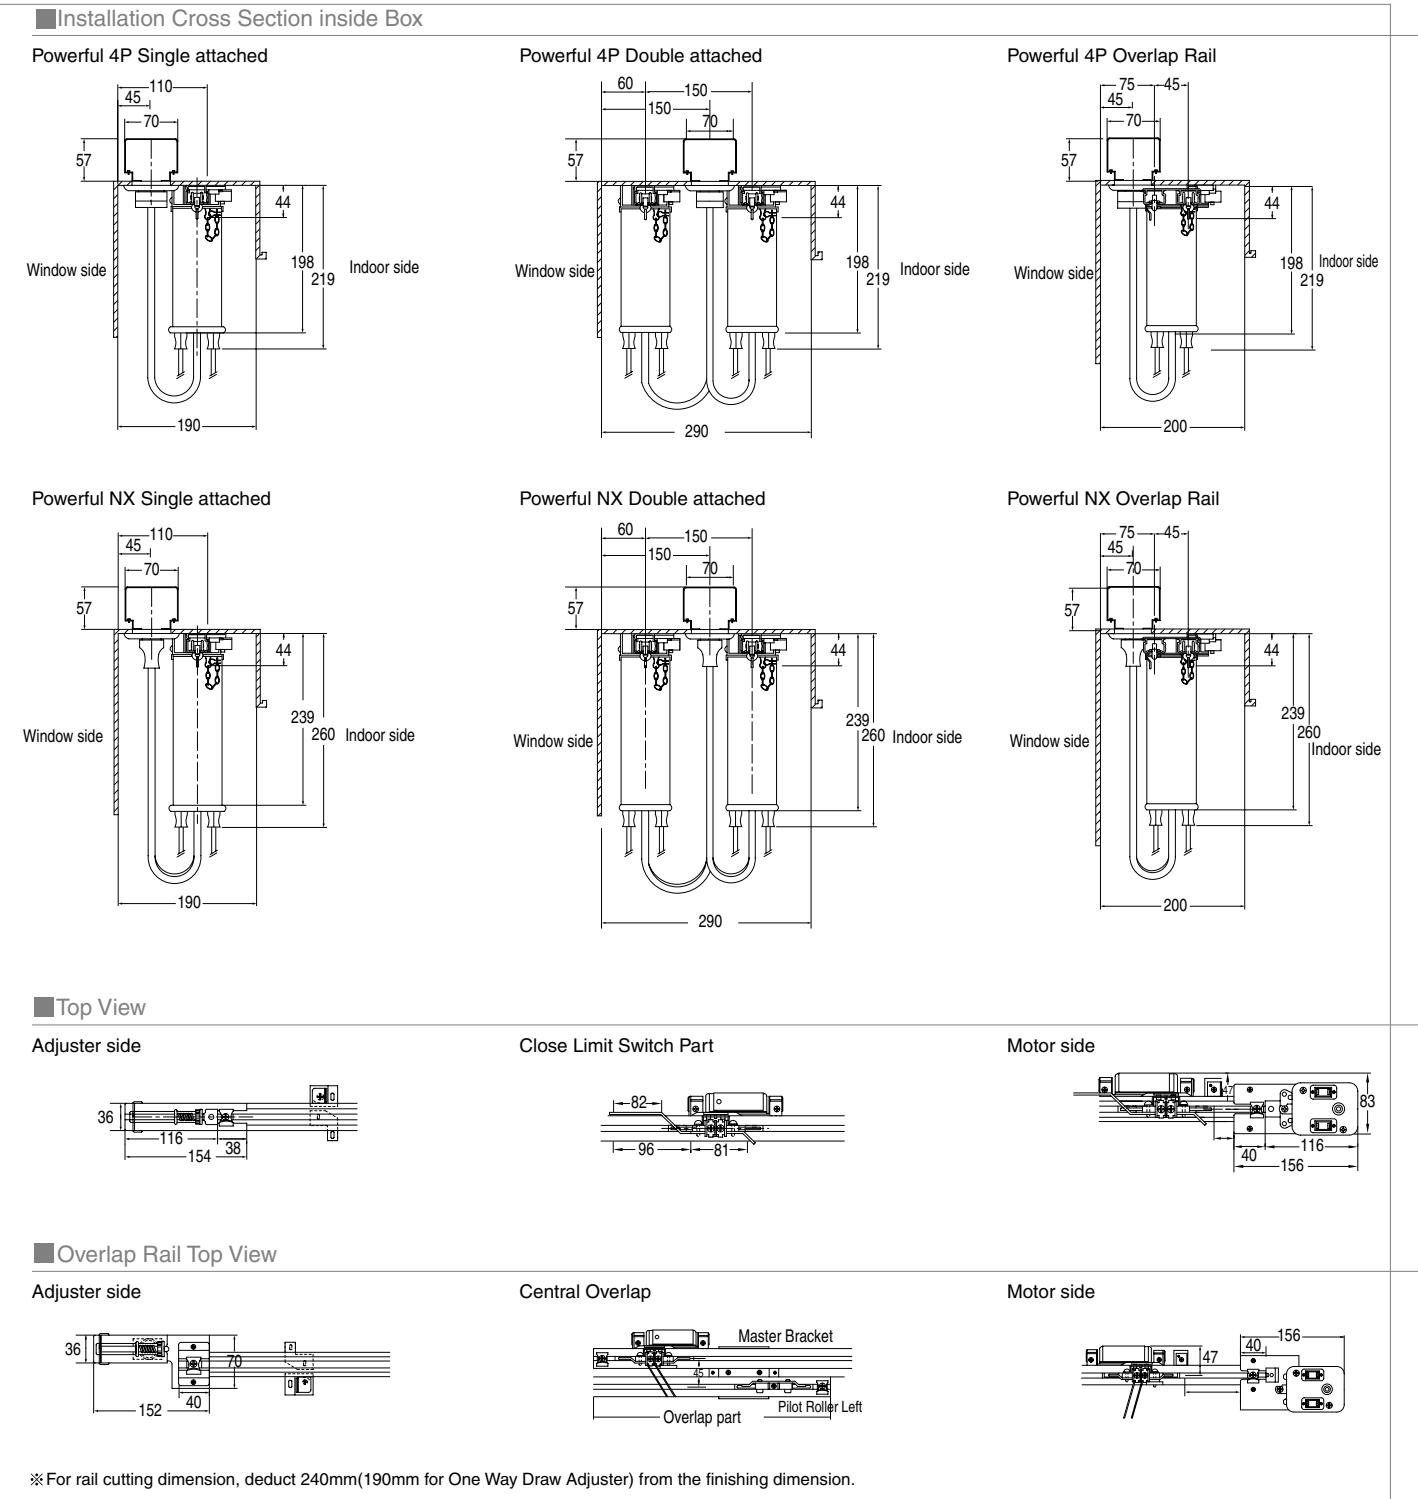 ■Installation Cross Section inside Box
Powerful 4P Single attached
110
45
70
57
44
Window side
198
219
Indoor side
190
Powerful 4P Double attached
60
150
150
70
57
44
Window side
198
219
Indoor side
290
Powerful 4P Overlap Rail
75
45
45
70
57
44
Window side
198
219
Indoor side
200
Powerful NX Single attached
110
45
70
57
44
239
260
Window side
Indoor side
190
Powerful NX Double attached
60
150
150
70
57
44
239
260
Window side
Indoor side
290
Powerful NX Overlap Rail
75
45
45
70
57
44
239
260
Window side
Indoor side
200
■Top View
Adjuster side
36
116
38
154
Close Limit Switch Part
82
96
81
Motor side
47
83
116
40
156
■Overlap Rail Top View
Adjuster side
36
70
40
152
Central Overlap
Master Bracket
45
Pilot Roller Left
Overlap part
Motor side
156
40
47
※For rail cutting dimension, deduct 240mm(190mm for One Way Draw Adjuster) from the finishing dimension.